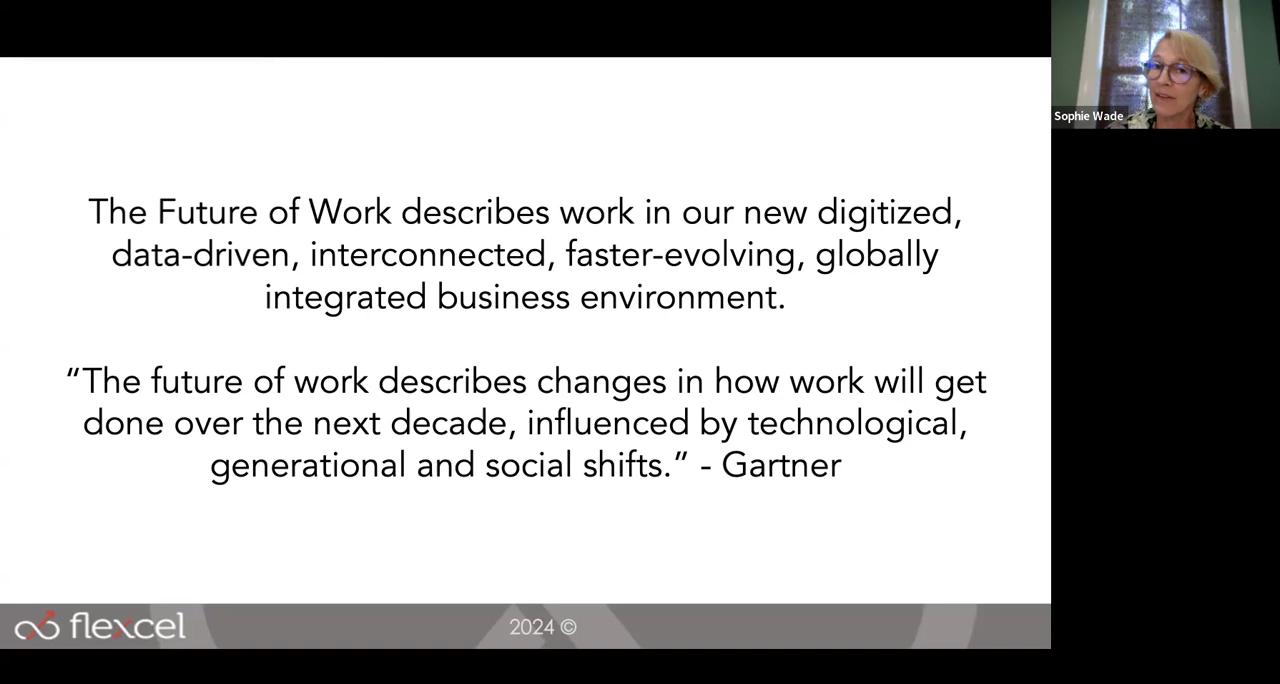 Sophie Wade
The Future of Work describes work in our new digitized,
data-driven, interconnected, faster-evolving, globally
integrated business environment.
“The future of work describes changes in how work will get
done over the next decade, influenced by technological,
generational and social shifts.” - Gartner
flexcel
2024 ©